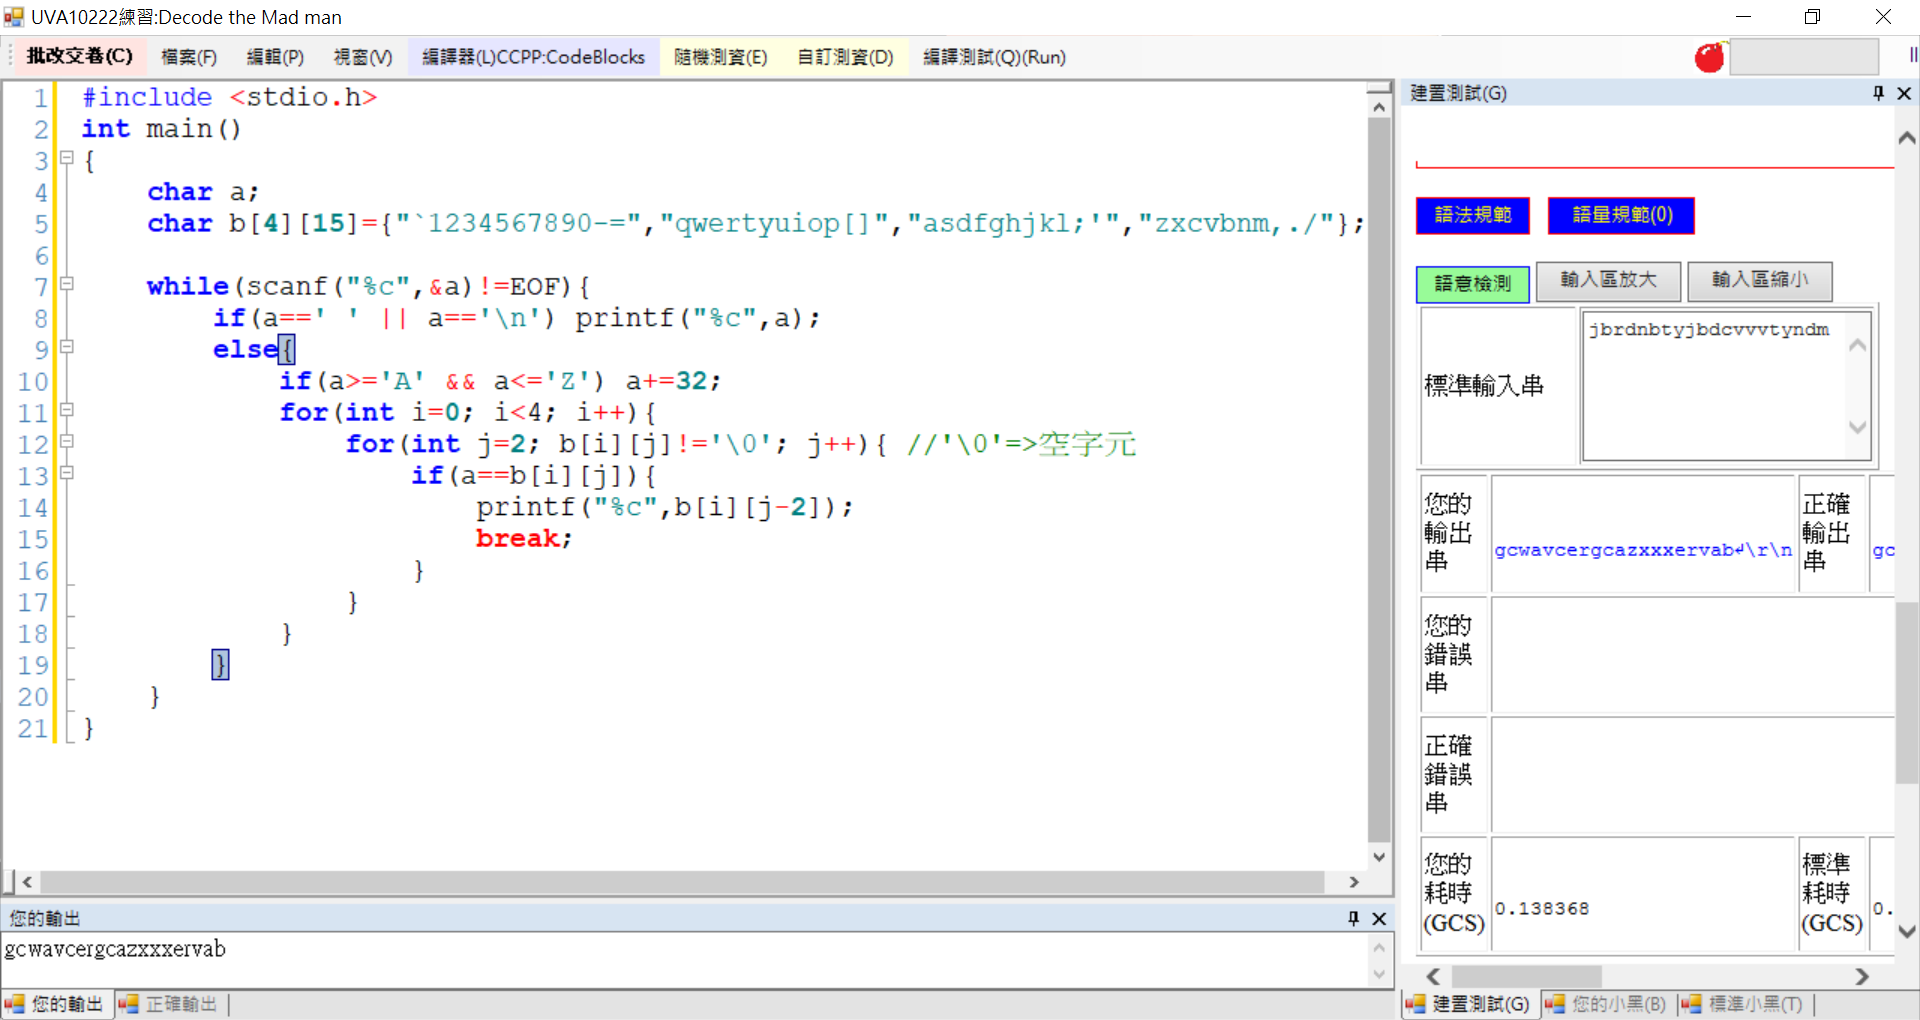 UVA10222練習:Decode the Mad man
批改交卷(C) 檔案(F) 編輯(P) 視窗(V) 編譯器(L)CCPP:CodeBlocks 隨機測資(E) 自訂測資(D) 編譯測試(Q)(Run)
1 #include <stdio.h>
2 int main()
3 {
4     char a;
5     char b[4][15]={"`1234567890-=","qwertyuiop[]","asdfghjkl;'","zxcvbnm,./"};
6
7     while(scanf("%c",&a)!=EOF){
8         if(a==' ' || a=='\n') printf("%c",a);
9         else{
10             if(a>='A' && a<='Z') a+=32;
11             for(int i=0; i<4; i++){
12                 for(int j=2; b[i][j]!='\0'; j++){ //'\0'=>空字元
13                     if(a==b[i][j]){
14                         printf("%c",b[i][j-2]);
15                         break;
16                     }
17                 }
18             }
19         }
20     }
21 }
您的輸出
gcwavcergcazxxxervab
您的輸出 正確輸出
建置測試(G)
語法規範 語量規範(0)
語意檢測 輸入區放大 輸入區縮小
標準輸入串
jbrdnbtyjbdcvvvtyndm
您的
輸出
串
gcwavcergcazxxxervab↲\r\n
正確
輸出
串
gc
您的
錯誤
串
正確
錯誤
串
您的
耗時
(GCS)
0.138368
標準
耗時
(GCS)
0.
建置測試(G) 您的小黑(B) 標準小黑(T)